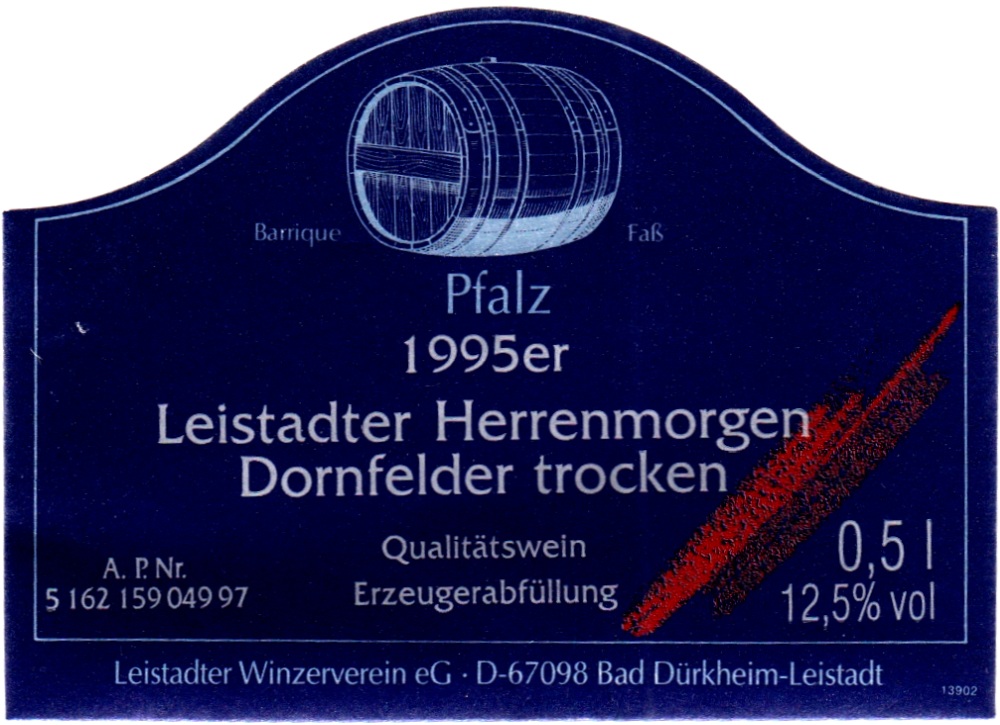 Barrique Faß
Pfalz
1995er
Leistadter Herrenmorgen
Dornfelder trocken
Qualitätswein
Erzeugerabfüllung
A. P. Nr.
5 162 159 049 97
0,5 l
12,5% vol
Leistadter Winzerverein eG · D-67098 Bad Dürkheim-Leistadt
13902